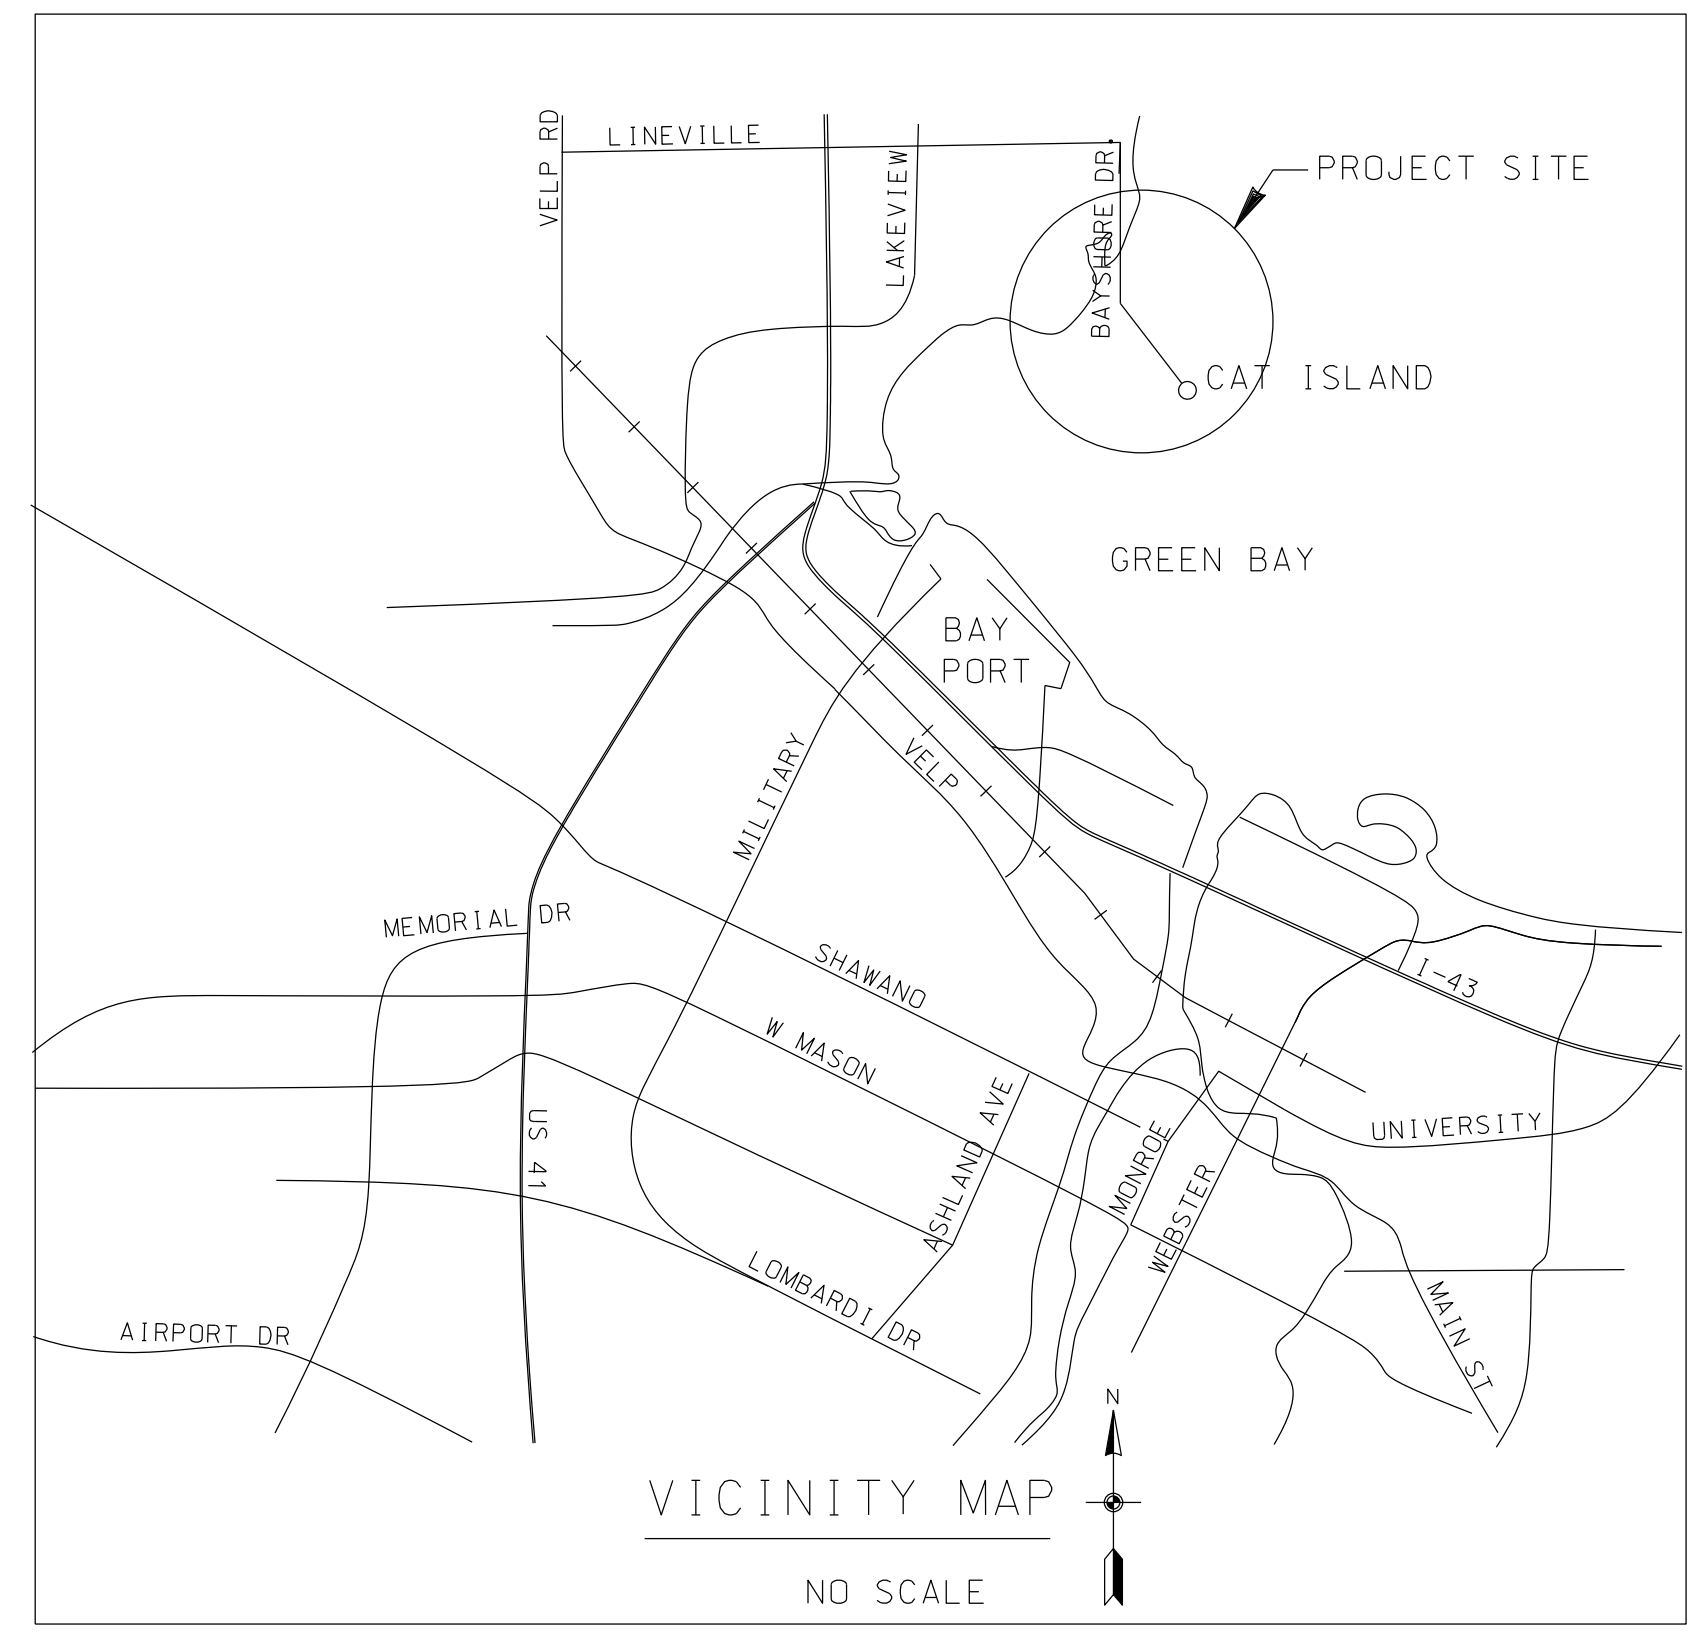 VELP RD
LINEVILLE
LAKEVIEW
BAYSHORE DR
PROJECT SITE
CAT ISLAND
GREEN BAY
BAY
PORT
MILITARY
VELP
MEMORIAL DR
SHAWANO
I-43
W MASON
US 41
ASHLAND AVE
MONROE
WEBSTER
UNIVERSITY
LOMBARDI DR
AIRPORT DR
MAIN ST
N
VICINITY MAP
NO SCALE